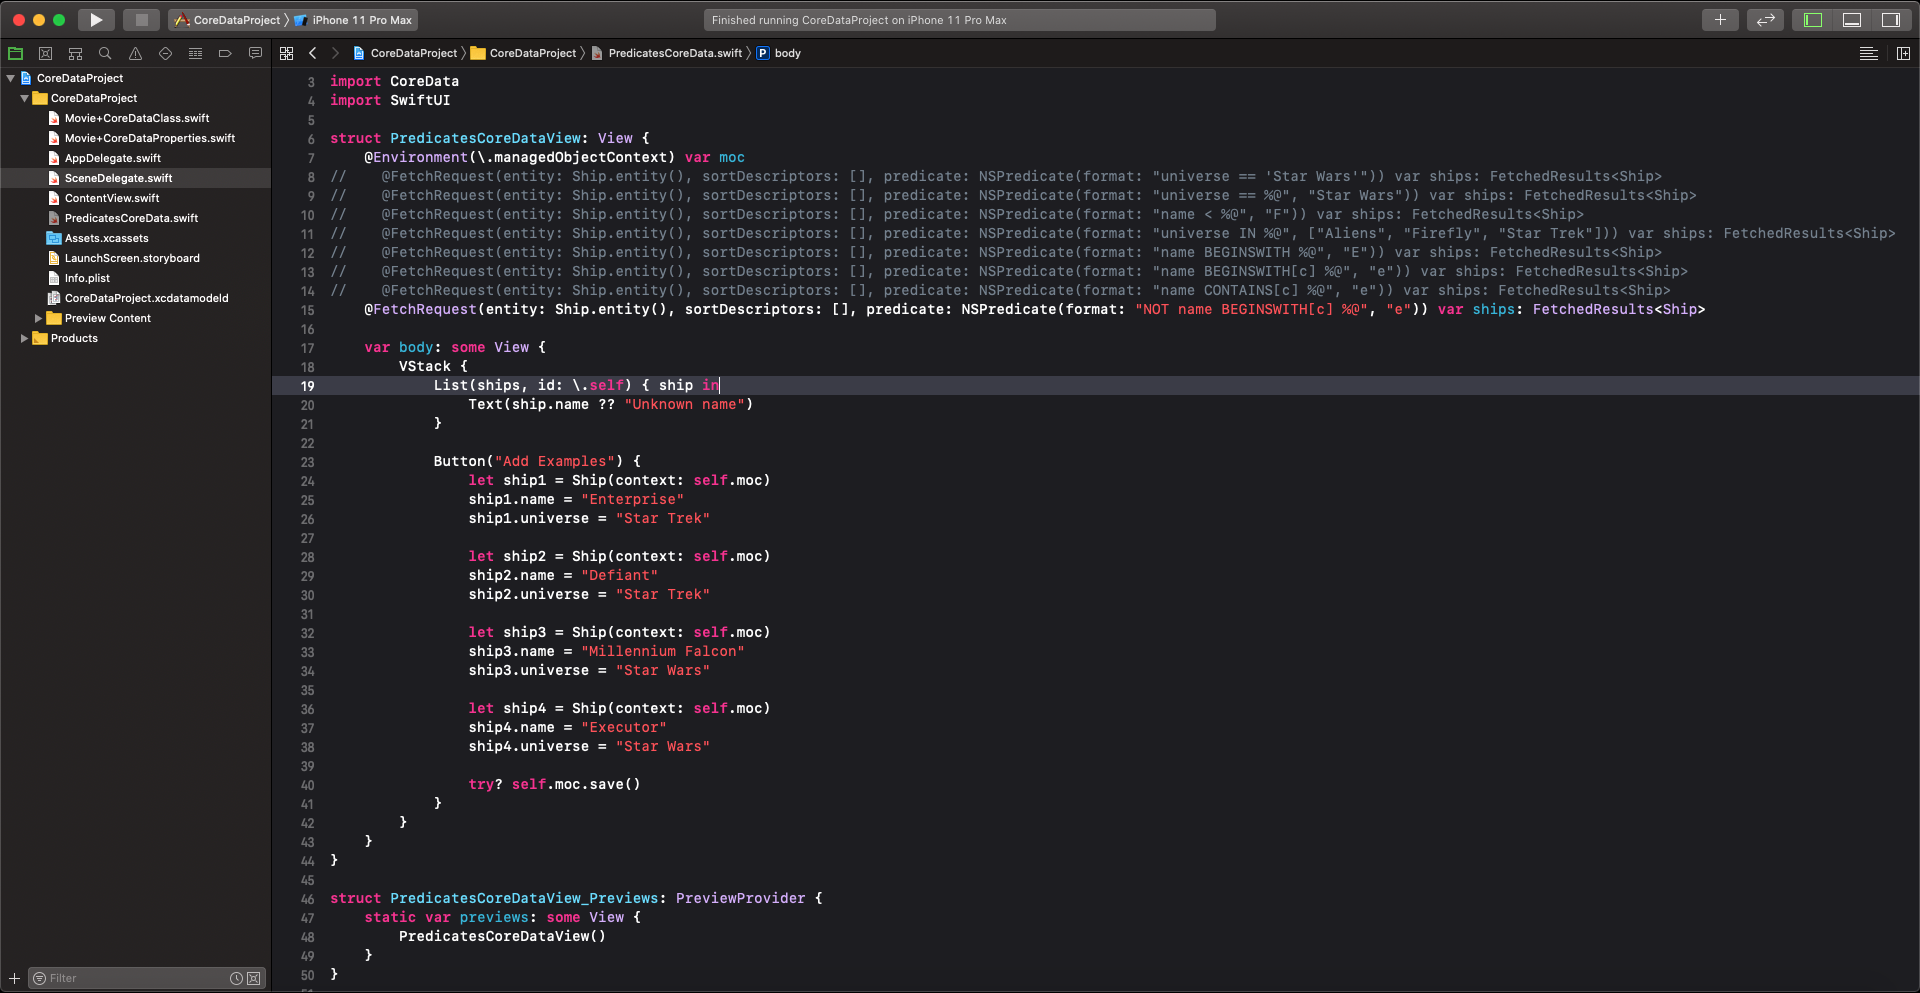 CoreDataProject iPhone 11 Pro Max
Finished running CoreDataProject on iPhone 11 Pro Max
CoreDataProject CoreDataProject PredicatesCoreData.swift P body
CoreDataProject
CoreDataProject
Movie+CoreDataClass.swift
Movie+CoreDataProperties.swift
AppDelegate.swift
SceneDelegate.swift
ContentView.swift
PredicatesCoreData.swift
Assets.xcassets
LaunchScreen.storyboard
Info.plist
CoreDataProject.xcdatamodeld
Preview Content
Products
Filter
3 import CoreData
4 import SwiftUI
5
6 struct PredicatesCoreDataView: View {
7 @Environment(\.managedObjectContext) var moc
8 // @FetchRequest(entity: Ship.entity(), sortDescriptors: [], predicate: NSPredicate(format: "universe == 'Star Wars'")) var ships: FetchedResults<Ship>
9 // @FetchRequest(entity: Ship.entity(), sortDescriptors: [], predicate: NSPredicate(format: "universe == %@", "Star Wars")) var ships: FetchedResults<Ship>
10 // @FetchRequest(entity: Ship.entity(), sortDescriptors: [], predicate: NSPredicate(format: "name < %@", "F")) var ships: FetchedResults<Ship>
11 // @FetchRequest(entity: Ship.entity(), sortDescriptors: [], predicate: NSPredicate(format: "universe IN %@", ["Aliens", "Firefly", "Star Trek"])) var ships: FetchedResults<Ship>
12 // @FetchRequest(entity: Ship.entity(), sortDescriptors: [], predicate: NSPredicate(format: "name BEGINSWITH %@", "E")) var ships: FetchedResults<Ship>
13 // @FetchRequest(entity: Ship.entity(), sortDescriptors: [], predicate: NSPredicate(format: "name BEGINSWITH[c] %@", "e")) var ships: FetchedResults<Ship>
14 // @FetchRequest(entity: Ship.entity(), sortDescriptors: [], predicate: NSPredicate(format: "name CONTAINS[c] %@", "e")) var ships: FetchedResults<Ship>
15 @FetchRequest(entity: Ship.entity(), sortDescriptors: [], predicate: NSPredicate(format: "NOT name BEGINSWITH[c] %@", "e")) var ships: FetchedResults<Ship>
16
17 var body: some View {
18 VStack {
19 List(ships, id: \.self) { ship in
20 Text(ship.name ?? "Unknown name")
21 }
22
23 Button("Add Examples") {
24 let ship1 = Ship(context: self.moc)
25 ship1.name = "Enterprise"
26 ship1.universe = "Star Trek"
27
28 let ship2 = Ship(context: self.moc)
29 ship2.name = "Defiant"
30 ship2.universe = "Star Trek"
31
32 let ship3 = Ship(context: self.moc)
33 ship3.name = "Millennium Falcon"
34 ship3.universe = "Star Wars"
35
36 let ship4 = Ship(context: self.moc)
37 ship4.name = "Executor"
38 ship4.universe = "Star Wars"
39
40 try? self.moc.save()
41 }
42 }
43 }
44 }
45
46 struct PredicatesCoreDataView_Previews: PreviewProvider {
47 static var previews: some View {
48 PredicatesCoreDataView()
49 }
50 }